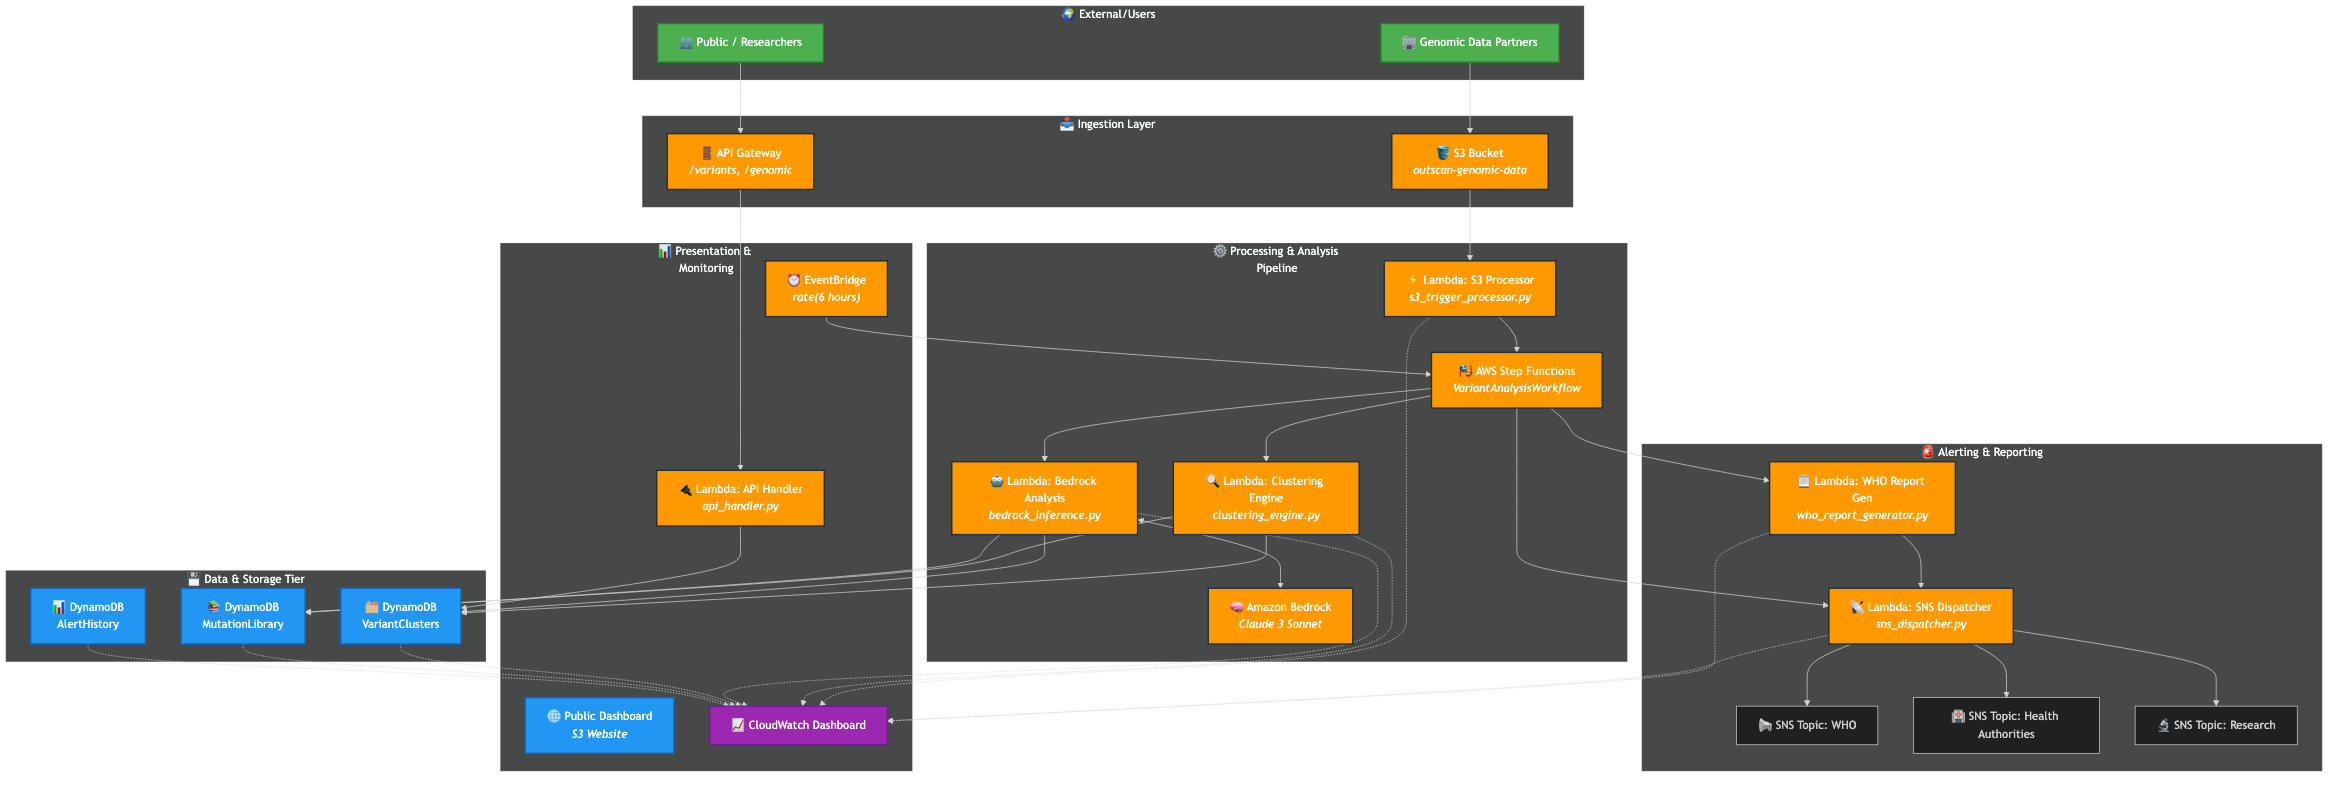 🌍 External/Users
👥 Public / Researchers
🏢 Genomic Data Partners
📥 Ingestion Layer
🚪 API Gateway
/variants, /genomic
🪣 S3 Bucket
outscan-genomic-data
📊 Presentation &
Monitoring
⏰ EventBridge
rate(6 hours)
⚙️ Processing & Analysis
Pipeline
⚡ Lambda: S3 Processor
s3_trigger_processor.py
🎭 AWS Step Functions
VariantAnalysisWorkflow
🔌 Lambda: API Handler
api_handler.py
🤖 Lambda: Bedrock
Analysis
bedrock_inference.py
🔍 Lambda: Clustering
Engine
clustering_engine.py
🚨 Alerting & Reporting
📋 Lambda: WHO Report
Gen
who_report_generator.py
💾 Data & Storage Tier
📊 DynamoDB
AlertHistory
📚 DynamoDB
MutationLibrary
🗂️ DynamoDB
VariantClusters
🧠 Amazon Bedrock
Claude 3 Sonnet
📡 Lambda: SNS Dispatcher
sns_dispatcher.py
🌐 Public Dashboard
S3 Website
📈 CloudWatch Dashboard
📢 SNS Topic: WHO
🏥 SNS Topic: Health
Authorities
🔬 SNS Topic: Research